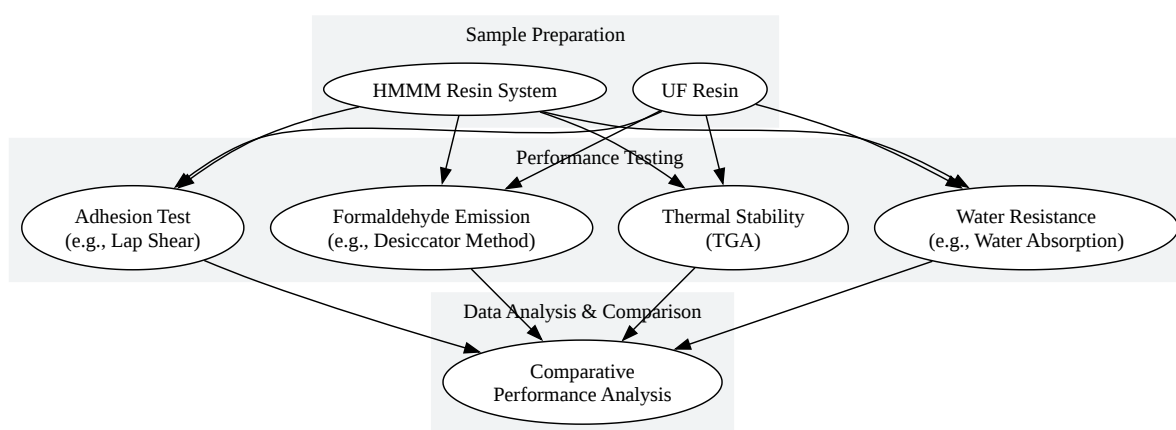 Sample Preparation
HMMM Resin System
UF Resin
Performance Testing
Adhesion Test
(e.g., Lap Shear)
Formaldehyde Emission
(e.g., Desiccator Method)
Thermal Stability
(TGA)
Water Resistance
(e.g., Water Absorption)
Data Analysis & Comparison
Comparative
Performance Analysis